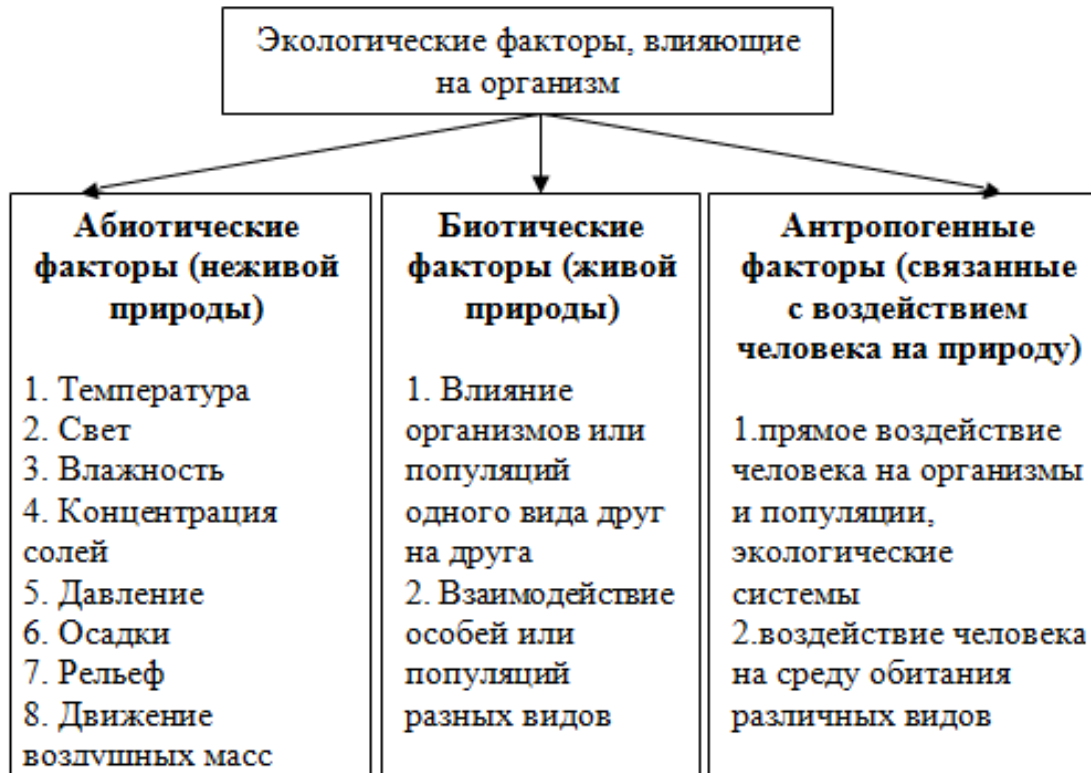 Экологические факторы, влияющие
на организм
Абиотические
факторы (неживой
природы)
1. Температура
2. Свет
3. Влажность
4. Концентрация
солей
5. Давление
6. Осадки
7. Рельеф
8. Движение
воздушных масс
Биотические
факторы (живой
природы)
1. Влияние
организмов или
популяций
одного вида друг
на друга
2. Взаимодействие
особей или
популяций
разных видов
Антропогенные
факторы (связанные
с воздействием
человека на природу)
1.прямое воздействие
человека на организмы
и популяции,
экологические
системы
2.воздействие человека
на среду обитания
различных видов